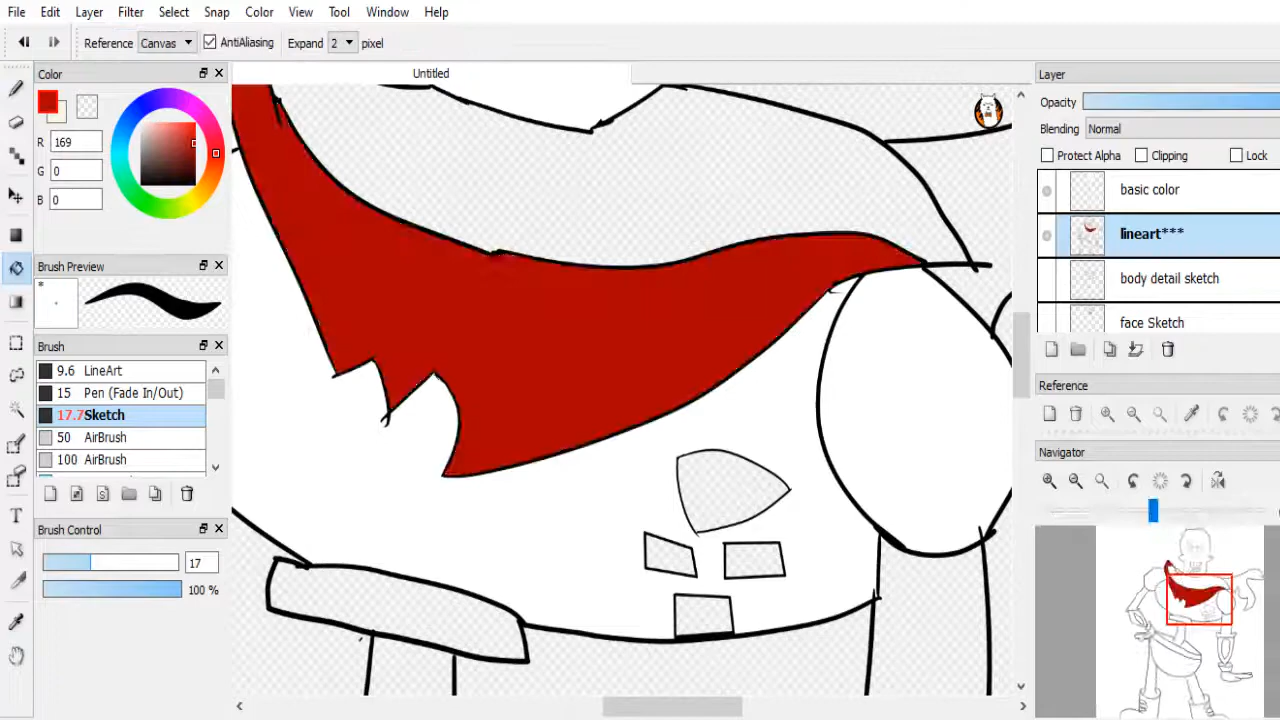 File Edit Layer Filter Select Snap Color View Tool Window Help
Reference Canvas AntiAliasing Expand 2 pixel
Color
Untitled
Layer
R 169
G 0
B 0
Opacity
Blending Normal
Protect Alpha Clipping Lock
basic color
lineart***
body detail sketch
face Sketch
Brush Preview
*
Brush
9.6 LineArt
15 Pen (Fade In/Out)
17.7 Sketch
50 AirBrush
100 AirBrush
T
Brush Control
17
100 %
Reference
Navigator